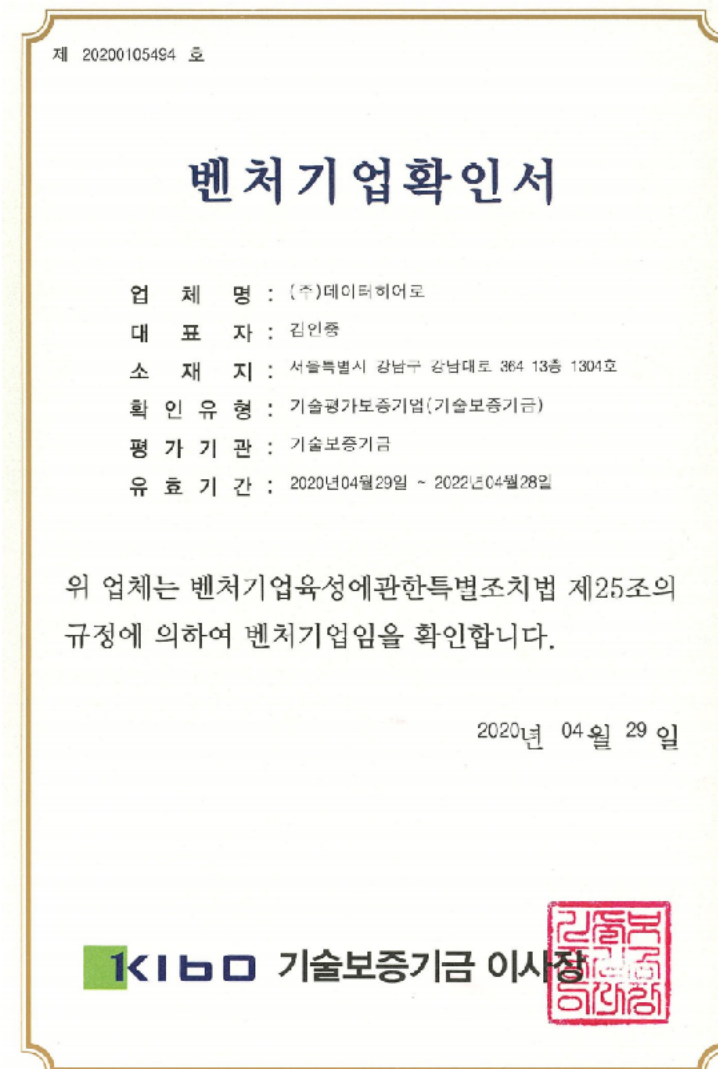 제 20200105494 호
벤처기업확인서
업 체 명 : (주)데이터히어로
대 표 자 : 김인중
소 재 지 : 서울특별시 강남구 강남대로 364 13층 1304호
확 인 유 형 : 기술평가보증기업(기술보증기금)
평 가 기 관 : 기술보증기금
유 효 기 간 : 2020년04월29일 ~ 2022년04월28일
위 업체는 벤처기업육성에관한특별조치법 제25조의
규정에 의하여 벤처기업임을 확인합니다.
2020년 04월 29일
KIBO 기술보증기금 이사장